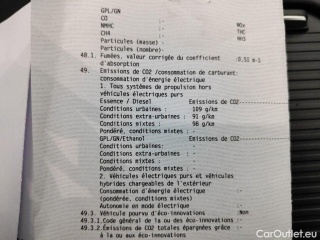 GPL/GN
CO :
NMHC : NOx
CH4 : THC
Particules (masse) : NH3
Particules (nombre)-
48.1. Fumées, valeur corrigée du coefficient :0,51 m-1
d'absorption
49. Emissions de CO2 /consommation de carburant:
consommation d'énergie électrique
1. Tous systèmes de propulsion hors
véhicules électriques purs
Essence / Diesel Emissions de CO2
Conditions urbaines : 109 g/km
Conditions extra-urbaines : 91 g/km
Conditions mixtes : 98 g/km
Pondéré, conditions mixtes :-
GPL/GN/Ethanol Emissions de CO2
Conditions urbaines: -
Conditions extra-urbaines : -
Conditions mixtes : -
Pondéré, conditions mixtes :-
2. Véhicules électriques purs et véhicules
hybrides chargeables de l'extérieur
Consommation d'énergie électrique :-
(pondérée, conditions mixtes)
Autonomie en mode électrique :-
49.3. Véhicule pourvu d'éco-innovations :Non
49.3.1.Code général de la ou des éco-innovations :-
49.3.2.Émissions de CO2 totales épargnées grâce :-
à la ou aux éco-innovations
CarOutlet.eu